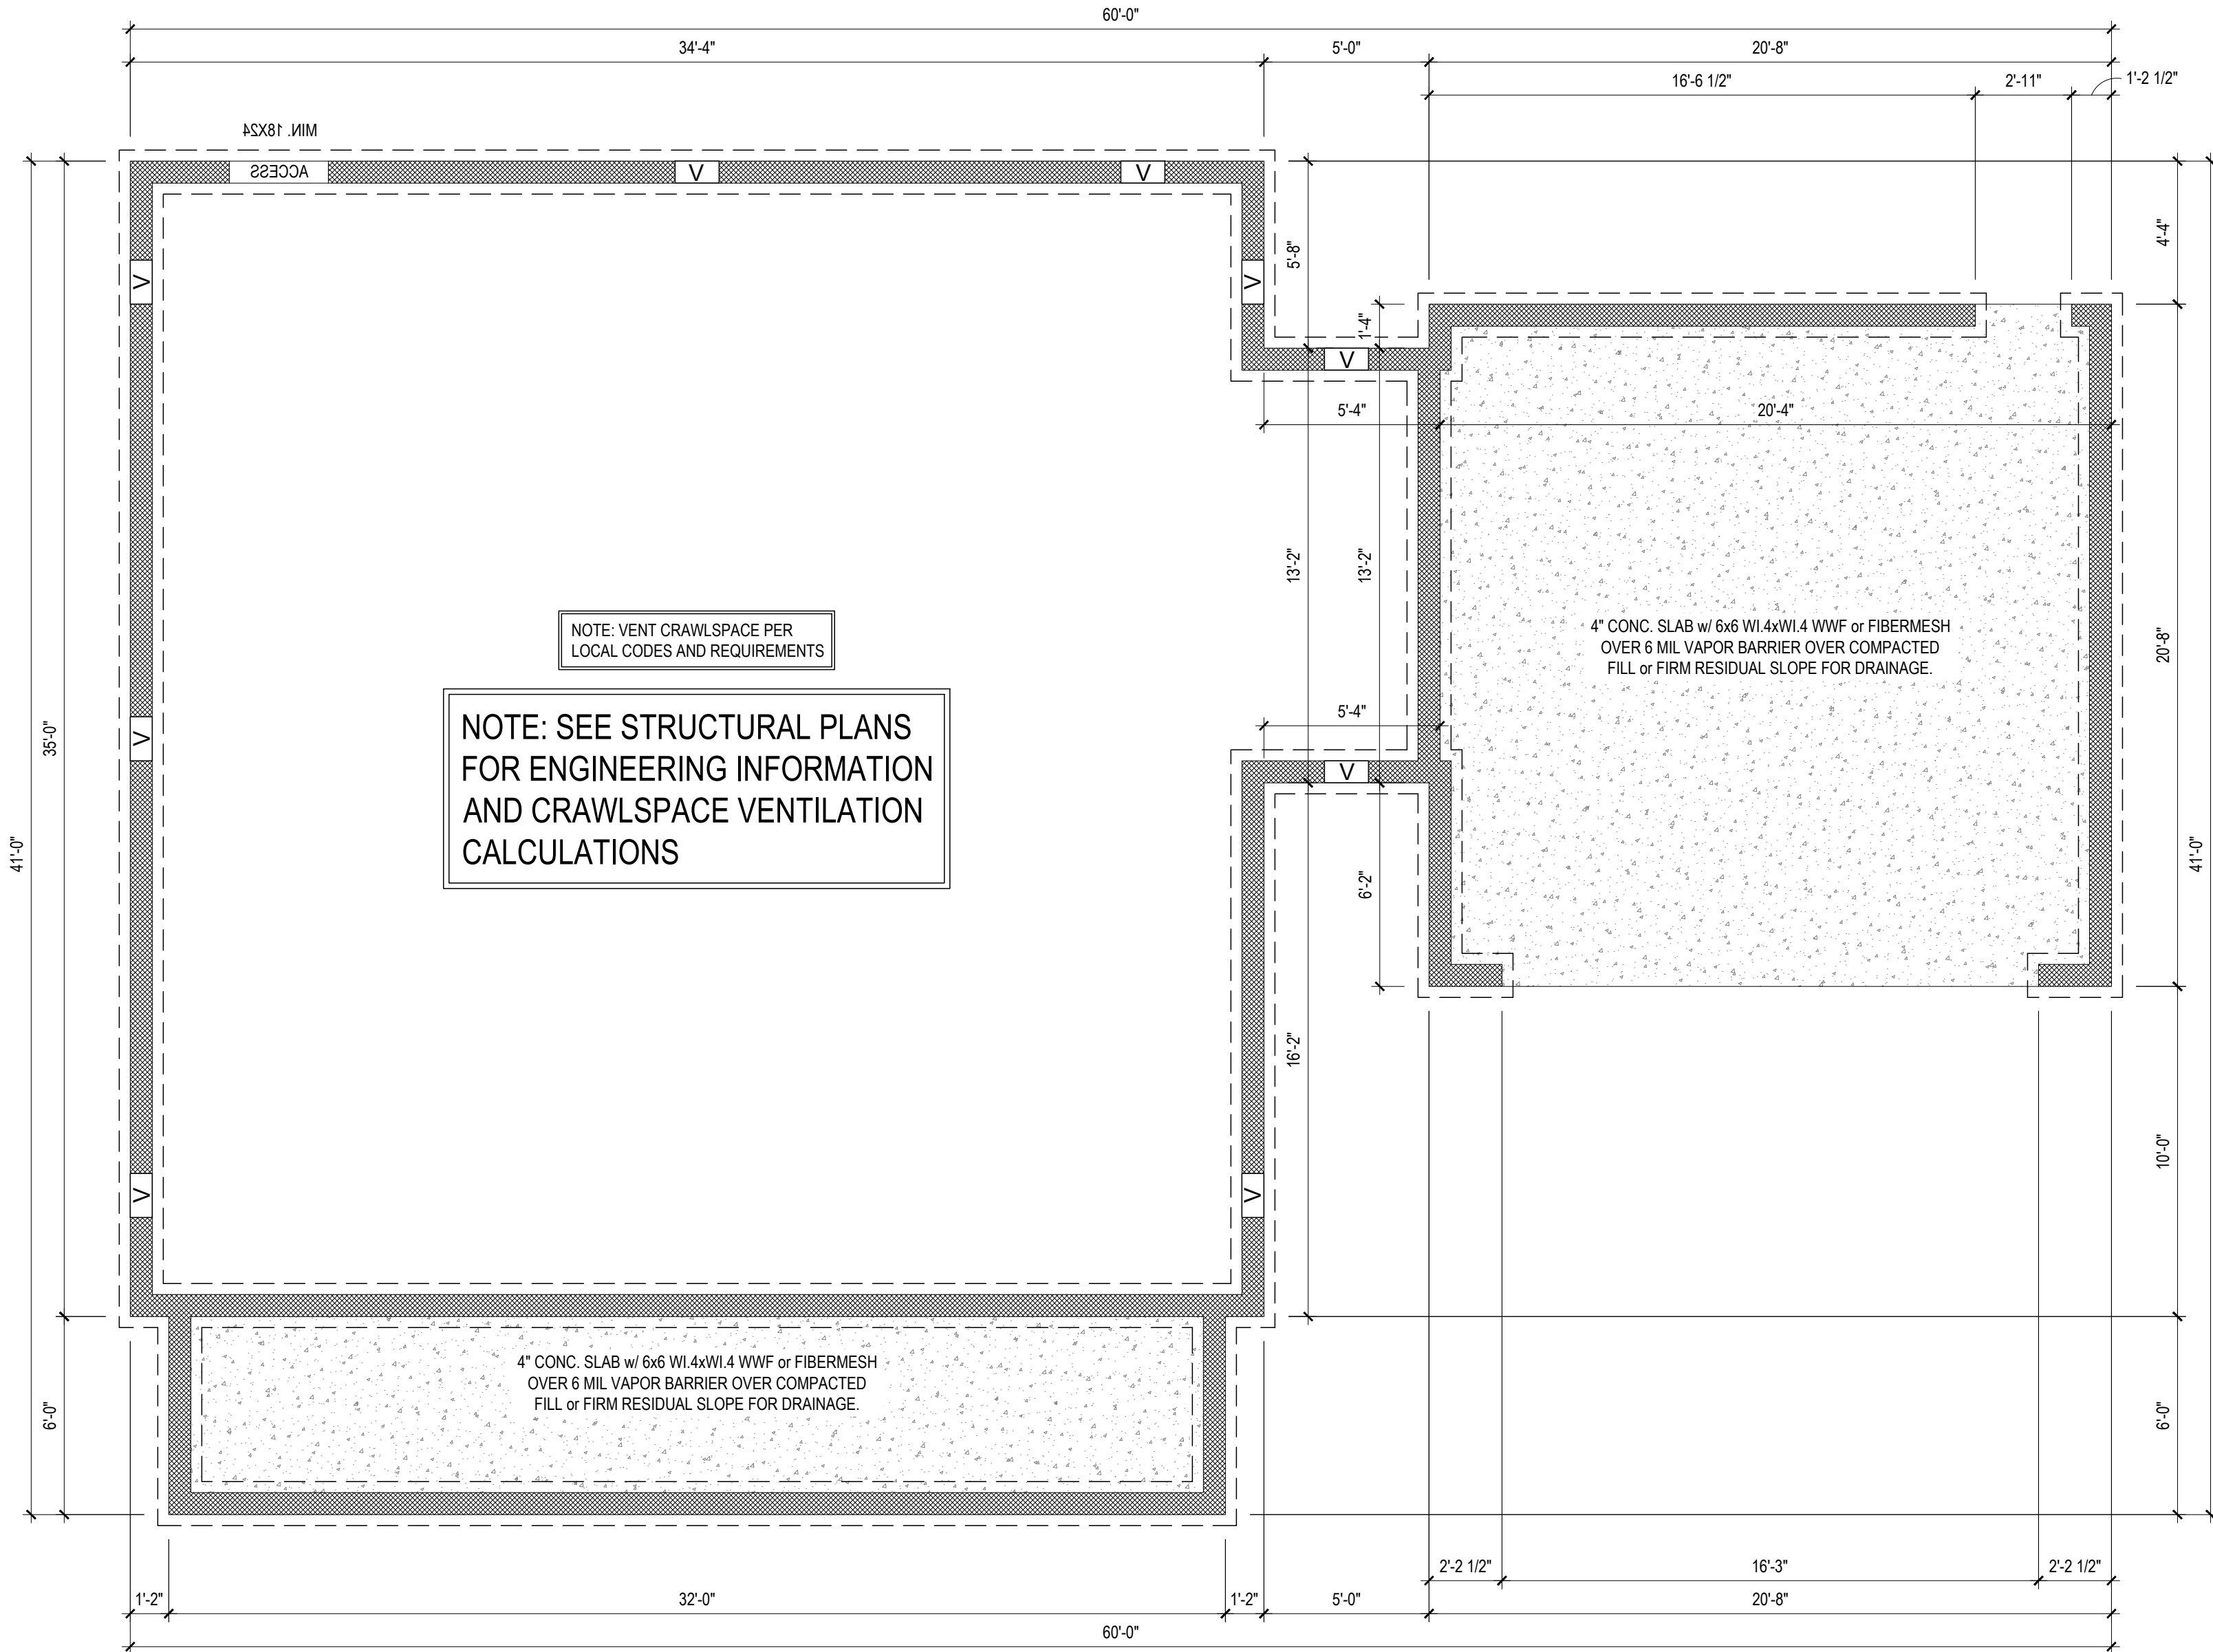 60'-0"
34'-4"
5'-0"
20'-8"
16'-6 1/2"
2'-11"
1'-2 1/2"
MIN. 18X24
ACCESS
V
V
V
V
V
V
V
V
V
5'-8"
1'-4"
4'-4"
5'-4"
20'-4"
13'-2"
13'-2"
NOTE: VENT CRAWLSPACE PER
LOCAL CODES AND REQUIREMENTS
4" CONC. SLAB w/ 6x6 WI.4xWI.4 WWF or FIBERMESH
OVER 6 MIL VAPOR BARRIER OVER COMPACTED
FILL or FIRM RESIDUAL SLOPE FOR DRAINAGE.
20'-8"
NOTE: SEE STRUCTURAL PLANS
FOR ENGINEERING INFORMATION
AND CRAWLSPACE VENTILATION
CALCULATIONS
5'-4"
35'-0"
41'-0"
41'-0"
6'-2"
16'-2"
10'-0"
4" CONC. SLAB w/ 6x6 WI.4xWI.4 WWF or FIBERMESH
OVER 6 MIL VAPOR BARRIER OVER COMPACTED
FILL or FIRM RESIDUAL SLOPE FOR DRAINAGE.
6'-0"
6'-0"
2'-2 1/2"
16'-3"
2'-2 1/2"
1'-2"
32'-0"
1'-2"
5'-0"
20'-8"
60'-0"